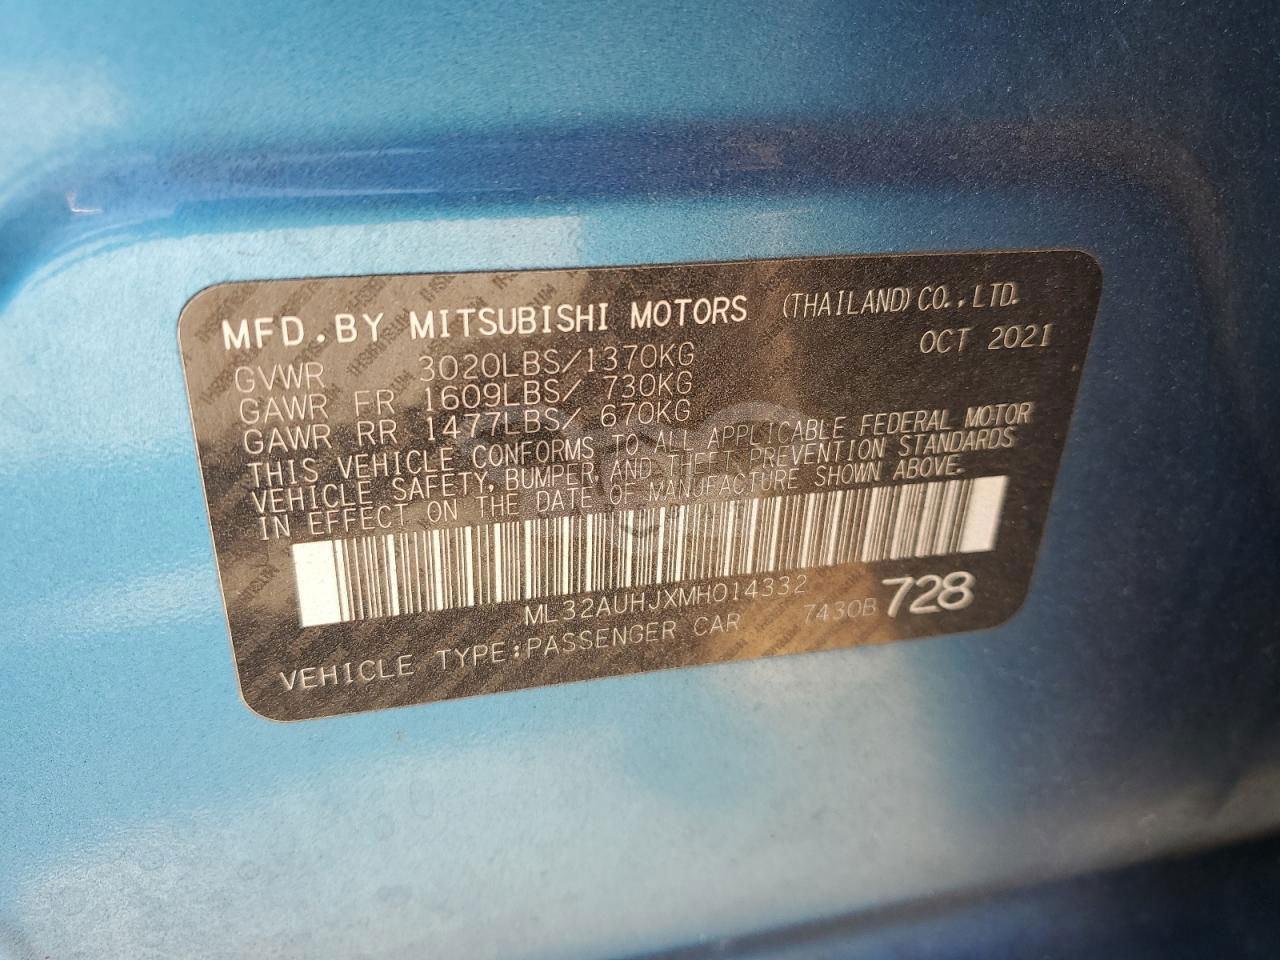 MFD.BY MITSUBISHI MOTORS (THAILAND) CO.,LTD.
OCT 2021
GVWR 3020LBS/1370KG
GAWR FR 1609LBS/ 730KG
GAWR RR 1477LBS/ 670KG
THIS VEHICLE CONFORMS TO ALL APPLICABLE FEDERAL MOTOR
VEHICLE SAFETY, BUMPER AND THEFT PREVENTION STANDARDS
IN EFFECT ON THE DATE OF MANUFACTURE SHOWN ABOVE.
ML32AUHJXMH014332
VEHICLE TYPE:PASSENGER CAR 7430B 728